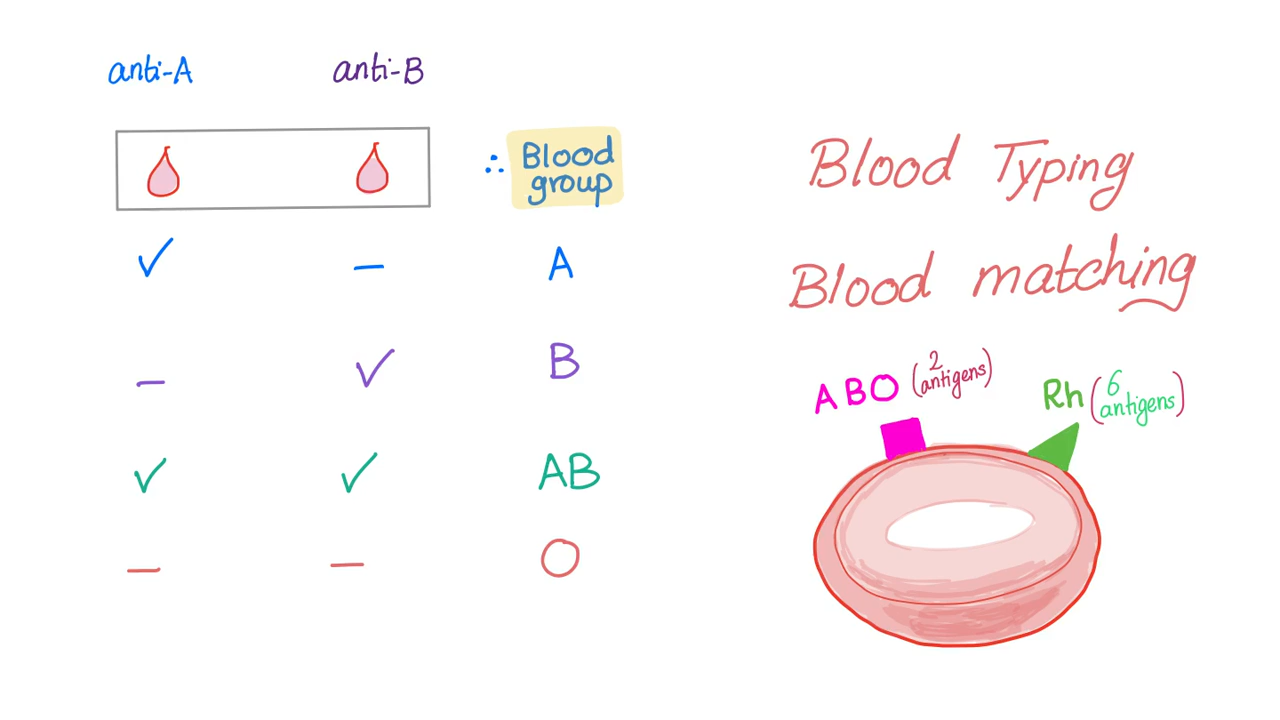 anti-A anti-B
∴ Blood group
✓ – A
– ✓ B
✓ ✓ AB
– – O
Blood Typing
Blood matching
ABO (2 antigens)
Rh (6 antigens)